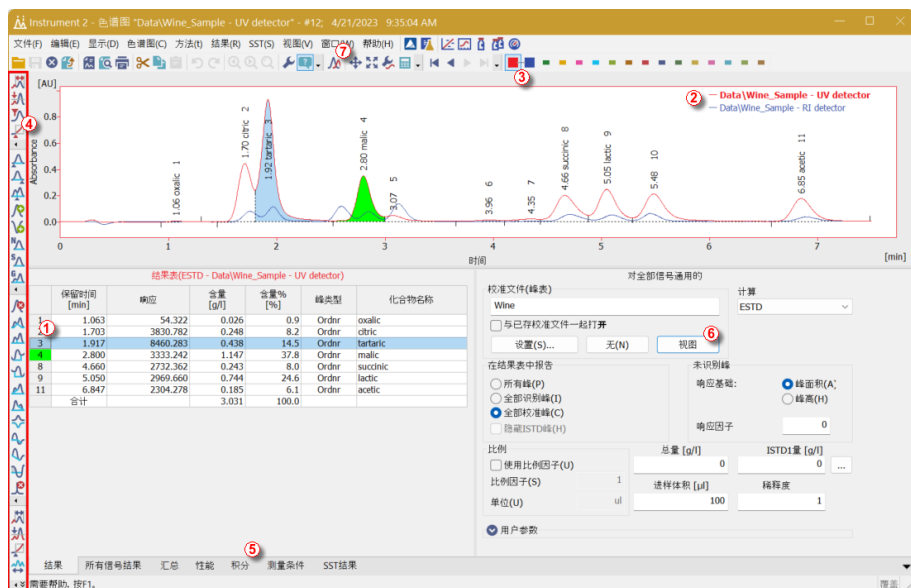 Instrument 2 - 色谱图 "Data\Wine_Sample - UV detector" - #12; 4/21/2023 9:35:04 AM
文件(F) 编辑(E) 显示(D) 色谱图(C) 方法(t) 结果(R) SST(S) 视图(V) 窗口(W) 帮助(H)
7
3
4
[AU]
2
Data\Wine_Sample - UV detector
Data\Wine_Sample - RI detector
Absorbance
0.8
0.6
0.4
0.2
0.0
1.06 oxalic 1
1.70 citric 2
1.92 tartaric 3
2.80 malic 4
3.07 5
3.96 6
4.35 7
4.66 succinic 8
5.05 lactic 9
5.48 10
6.85 acetic 11
0 1 2 3 4 5 6 7
时间
[min]
结果表(ESTD - Data\Wine_Sample - UV detector)
保留时间 [min] 响应 含量 [g/l] 含量% [%] 峰类型 化合物名称
1 1.063 54.322 0.026 0.9 Ordnr oxalic
1.703 3830.782 0.248 8.2 Ordnr citric
3 1.917 8460.283 0.438 14.5 Ordnr tartaric
4 2.800 3333.242 1.147 37.8 Ordnr malic
8 4.660 2732.362 0.243 8.0 Ordnr succinic
9 5.050 2969.660 0.744 24.6 Ordnr lactic
11 6.847 2304.278 0.185 6.1 Ordnr acetic
合计 3.031 100.0
1
对全部信号通用的
校准文件(峰表)
Wine
计算
ESTD
与已存校准文件一起打开
6
设置(S)... 无(N) 视图
在结果表中报告
所有峰(P)
全部识别峰(I)
全部校准峰(C)
隐藏ISTD峰(H)
未识别峰
响应基础: 峰面积(A)
峰高(H)
响应因子 0
比例
使用比例因子(U)
比例因子(S) 1
单位(U) ul
总量 [g/l] ISTD1量 [g/l]
0 0 ...
进样体积 [µl] 稀释度
100 1
用户参数
5
结果 所有信号结果 汇总 性能 积分 测量条件 SST结果
需要帮助, 按F1。
覆盖